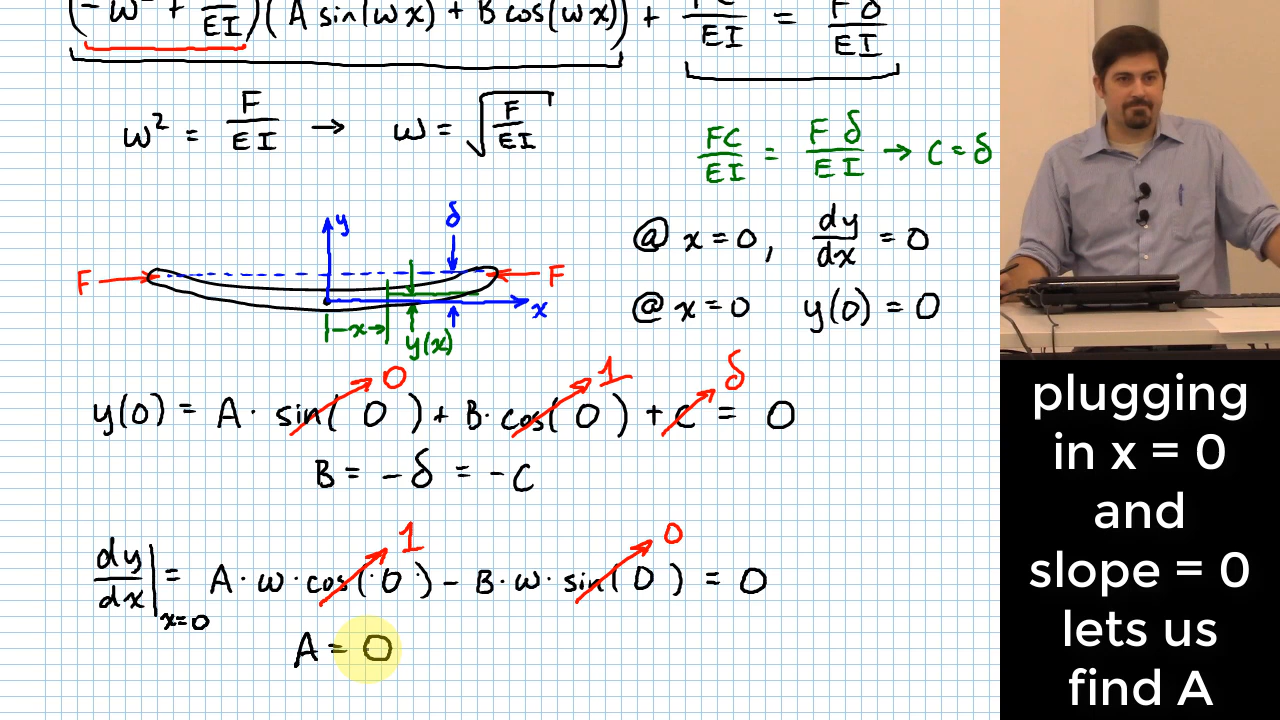 (-ω² + F/EI)(A sin(ωx) + B cos(ωx)) + FC/EI = Fδ/EI
ω² = F/EI → ω = √(F/EI)
FC/EI = Fδ/EI → C = δ
y
δ
F
F
x
x
y(x)
@ x = 0, dy/dx = 0
@ x = 0 y(0) = 0
0
1
δ
y(0) = A · sin( 0 ) + B · cos( 0 ) + C = 0
B = -δ = -C
1
0
dy/dx |x=0 = A · ω · cos( · 0 · ) - B · ω · sin( 0 ) = 0
A = 0
plugging
in x = 0
and
slope = 0
lets us
find A